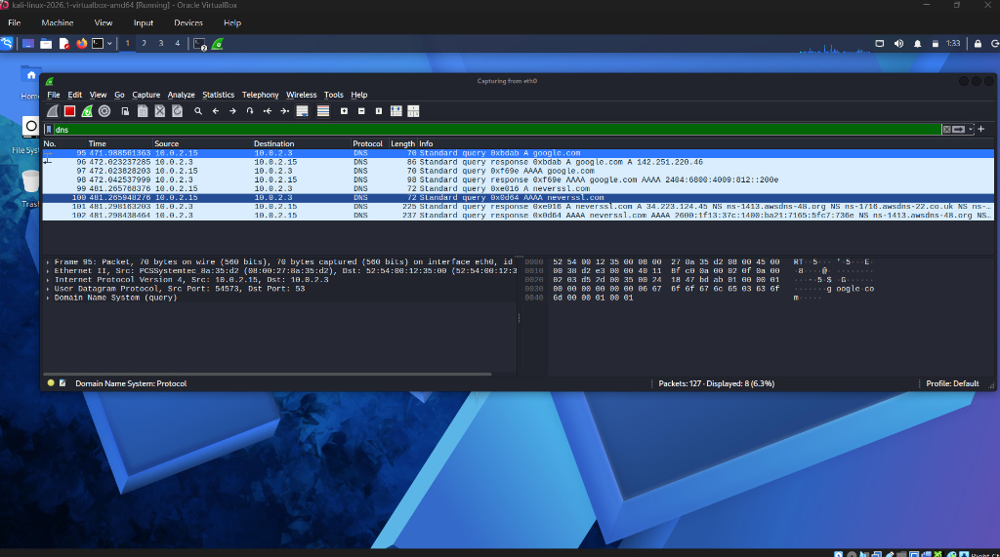 kali-linux-2026.1-virtualbox-amd64 [Running] - Oracle VirtualBox
File Machine View Input Devices Help
1 2 3 4 1:33
Capturing from eth0
File Edit View Go Capture Analyze Statistics Telephony Wireless Tools Help
dns
No. Time Source Destination Protocol Length Info
95 471.988561363 10.0.2.15 10.0.2.3 DNS 70 Standard query 0xbdab A google.com
96 472.023237285 10.0.2.3 10.0.2.15 DNS 86 Standard query response 0xbdab A google.com A 142.251.220.46
97 472.023828203 10.0.2.15 10.0.2.3 DNS 70 Standard query 0xf69e AAAA google.com
98 472.042537999 10.0.2.3 10.0.2.15 DNS 98 Standard query response 0xf69e AAAA google.com AAAA 2404:6800:4009:812::200e
99 481.265768376 10.0.2.15 10.0.2.3 DNS 72 Standard query 0xe016 A neverssl.com
100 481.265948276 10.0.2.15 10.0.2.3 DNS 72 Standard query 0x0d64 AAAA neverssl.com
101 481.298163203 10.0.2.3 10.0.2.15 DNS 225 Standard query response 0xe016 A neverssl.com A 34.223.124.45 NS ns-1413.awsdns-48.org NS ns-1716.awsdns-22.co.uk NS ns-…
102 481.298438464 10.0.2.3 10.0.2.15 DNS 237 Standard query response 0x0d64 AAAA neverssl.com AAAA 2600:1f13:37c:1400:ba21:7165:5fc7:736e NS ns-1413.awsdns-48.org NS…
Frame 95: Packet, 70 bytes on wire (560 bits), 70 bytes captured (560 bits) on interface eth0, id
Ethernet II, Src: PCSSystemtec_8a:35:d2 (08:00:27:8a:35:d2), Dst: 52:54:00:12:35:00 (52:54:00:12:3
Internet Protocol Version 4, Src: 10.0.2.15, Dst: 10.0.2.3
User Datagram Protocol, Src Port: 54573, Dst Port: 53
Domain Name System (query)
0000 52 54 00 12 35 00 08 00 27 8a 35 d2 08 00 45 00 RT··5···'·5···E·
0010 00 38 d2 e3 00 00 40 11 8f c0 0a 00 02 0f 0a 00 ·8····@·········
0020 02 03 d5 2d 00 35 00 24 18 47 bd ab 01 00 00 01 ···-·5·$·G······
0030 00 00 00 00 00 00 06 67 6f 6f 67 6c 65 03 63 6f ·······google·co
0040 6d 00 00 01 00 01 m·····
Domain Name System: Protocol
Packets: 127 · Displayed: 8 (6.3%)
Profile: Default
Home
File Sys
Tras
Right Ct